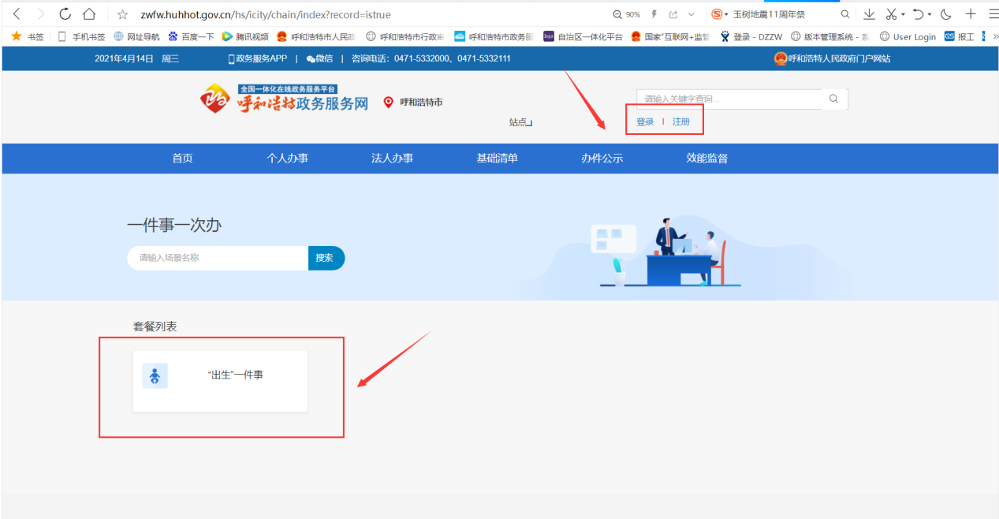 zwfw.huhhot.gov.cn/hs/icity/chain/index?record=istrue 90% 玉树地震11周年祭
书签 手机书签 网址导航 百度一下 腾讯视频 呼和浩特市人民政 呼和浩特市行政审 呼和浩特市政务服 自治区一体化平台 国家"互联网+监管 登录 - DZZW 版本管理系统 - 系 User Login 报工
2021年4月14日 周三 政务服务APP | 微信 | 咨询电话：0471-5332000、0471-5332111 呼和浩特人民政府门户网站
全国一体化在线政务服务平台
呼和浩特政务服务网 呼和浩特市
请输入关键字查询...
站点
登录 | 注册
首页 个人办事 法人办事 基础清单 办件公示 效能监督
一件事一次办
请输入场景名称 搜索
套餐列表
“出生”一件事